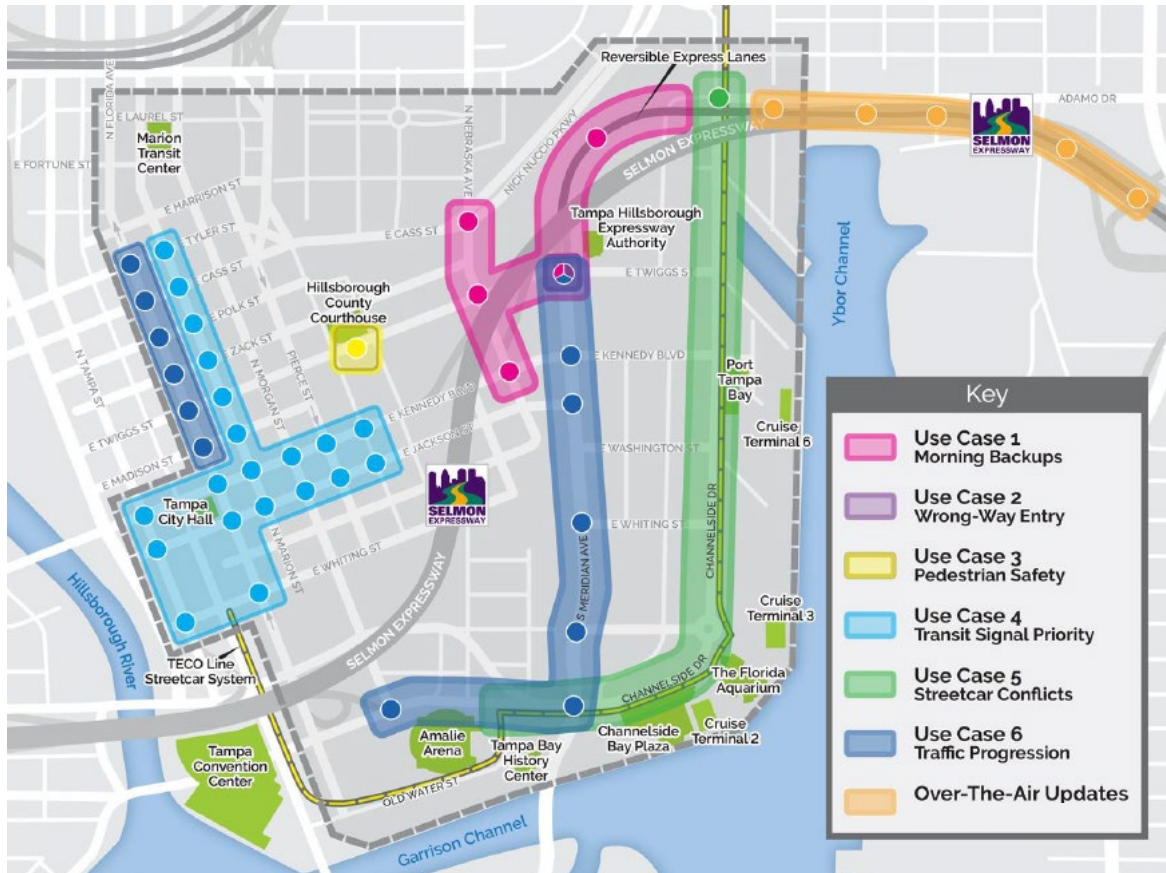 Reversible Express Lanes
N FLORIDA AVE
E LAUREL ST
Marion
Transit
Center
E FORTUNE ST
E HARRISON ST
N NEBRASKA AVE
NICK NUCCIO PKWY
SELMON EXPRESSWAY
ADAMO DR
SELMON
EXPRESSWAY
E TYLER ST
E CASS ST
E CASS ST
Tampa Hillsborough
Expressway
Authority
E TWIGGS S
Hillsborough
County
Courthouse
E POLK ST
E ZACK ST
N TAMPA ST
PIERCE ST
N MORGAN ST
Ybor Channel
E KENNEDY BLVD
E KENNEDY BLVD
E JACKSON ST
Port
Tampa
Bay
Cruise
Terminal 6
E TWIGGS ST
E MADISON ST
E WASHINGTON ST
SELMON
EXPRESSWAY
Tampa
City Hall
E WHITING ST
E WHITING ST
N MARION ST
CHANNELSIDE DR
S MERIDIAN AVE
SELMON EXPRESSWAY
Hillsborough River
TECO Line
Streetcar System
Cruise
Terminal 3
CHANNELSIDE DR
The Florida
Aquarium
Cruise
Terminal 2
Channelside
Bay Plaza
Amalie
Arena
Tampa Bay
History
Center
Tampa
Convention
Center
OLD WATER ST
Garrison Channel
Key
Use Case 1
Morning Backups
Use Case 2
Wrong-Way Entry
Use Case 3
Pedestrian Safety
Use Case 4
Transit Signal Priority
Use Case 5
Streetcar Conflicts
Use Case 6
Traffic Progression
Over-The-Air Updates